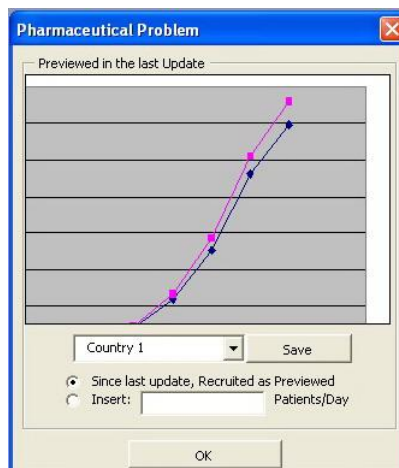 Pharmaceutical Problem
Previewed in the last Update
Country 1
Save
Since last update, Recruited as Previewed
Insert:
Patients/Day
OK